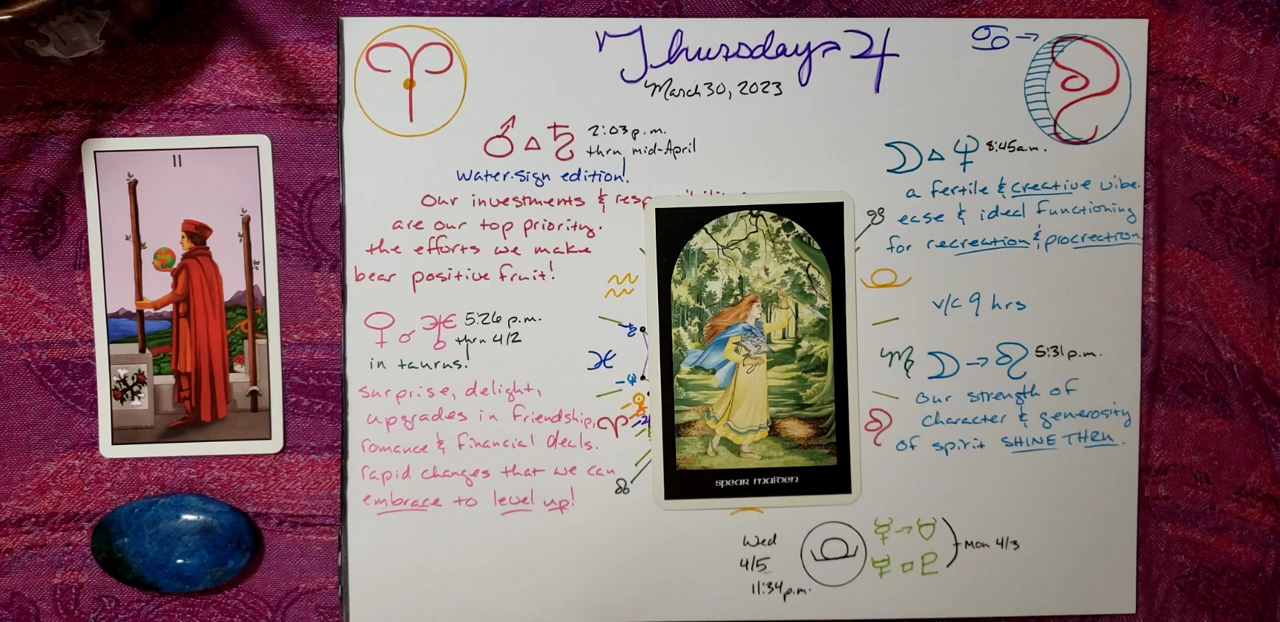 II
Thursday ♃
March 30, 2023
♋ →
♂ △ ♄ 2:03 p.m.
thru mid-April
Water-sign edition!
Our investments &
are our top priority.
the efforts we make
bear positive fruit!
♀ ☌ ♅ 5:26 p.m.
thru 4/2
in taurus!
surprise, delight,
upgrades in friendship,
romance & financial deals.
rapid changes that we can
embrace to level up!
☽ △ ♆ 8:45 a.m.
a fertile & creative vibe.
ease & ideal functioning
for recreation & procreation
v/c 9 hrs
☽ → ♌ 5:31 p.m.
our strength of
character & generosity
of spirit SHINE THRU.
spear maiden
Wed
4/5
11:34 p.m.
☿ → ♉
☿ □ ♇
Mon 4/3